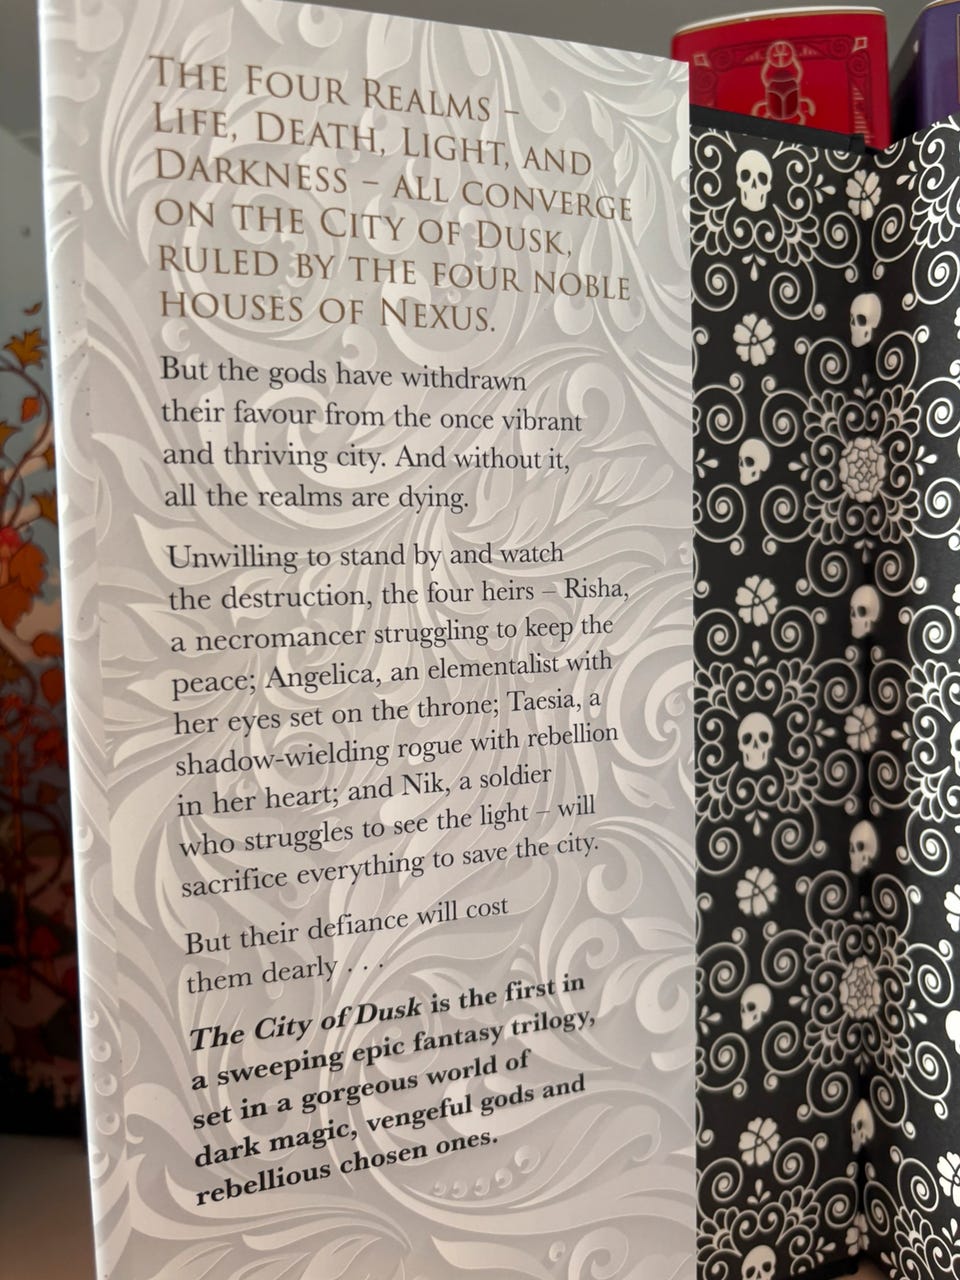 THE FOUR REALMS –
LIFE, DEATH, LIGHT, AND
DARKNESS – ALL CONVERGE
ON THE CITY OF DUSK,
RULED BY THE FOUR NOBLE
HOUSES OF NEXUS.
But the gods have withdrawn
their favour from the once vibrant
and thriving city. And without it,
all the realms are dying.
Unwilling to stand by and watch
the destruction, the four heirs – Risha,
a necromancer struggling to keep the
peace; Angelica, an elementalist with
her eyes set on the throne; Taesia, a
shadow-wielding rogue with rebellion
in her heart; and Nik, a soldier
who struggles to see the light – will
sacrifice everything to save the city.
But their defiance will cost
them dearly . . .
The City of Dusk is the first in
a sweeping epic fantasy trilogy,
set in a gorgeous world of
dark magic, vengeful gods and
rebellious chosen ones.